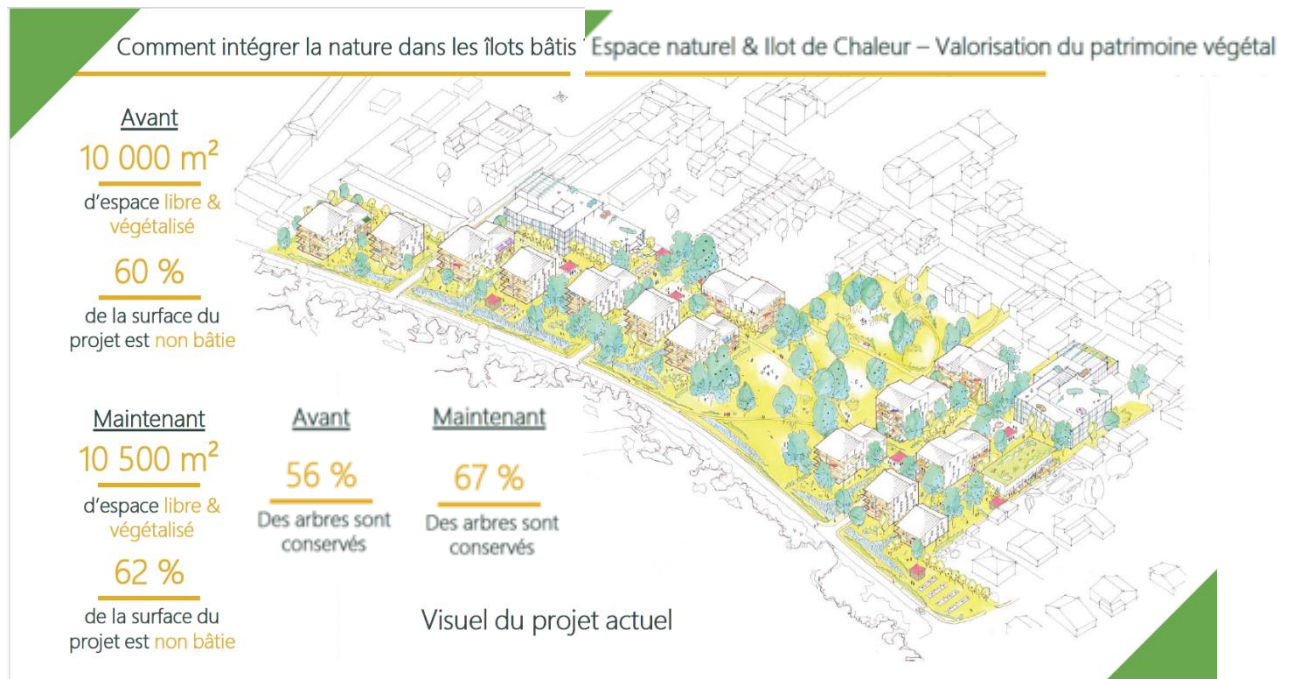 Comment intégrer la nature dans les îlots bâtis
Espace naturel & Ilot de Chaleur – Valorisation du patrimoine végétal
Avant
10 000 m²
d'espace libre &
végétalisé
60 %
de la surface du
projet est non bâtie
Maintenant
10 500 m²
d'espace libre &
végétalisé
62 %
de la surface du
projet est non bâtie
Avant
56 %
Des arbres sont
conservés
Maintenant
67 %
Des arbres sont
conservés
Visuel du projet actuel